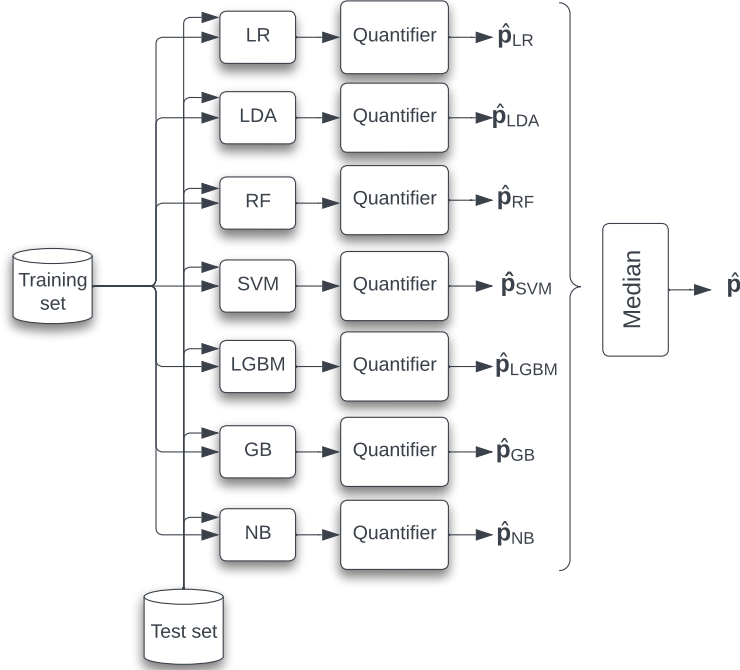 LR Quantifier p̂LR
LDA Quantifier p̂LDA
RF Quantifier p̂RF
Training
set
SVM Quantifier p̂SVM
Median
p̂
LGBM Quantifier p̂LGBM
GB Quantifier p̂GB
NB Quantifier p̂NB
Test set